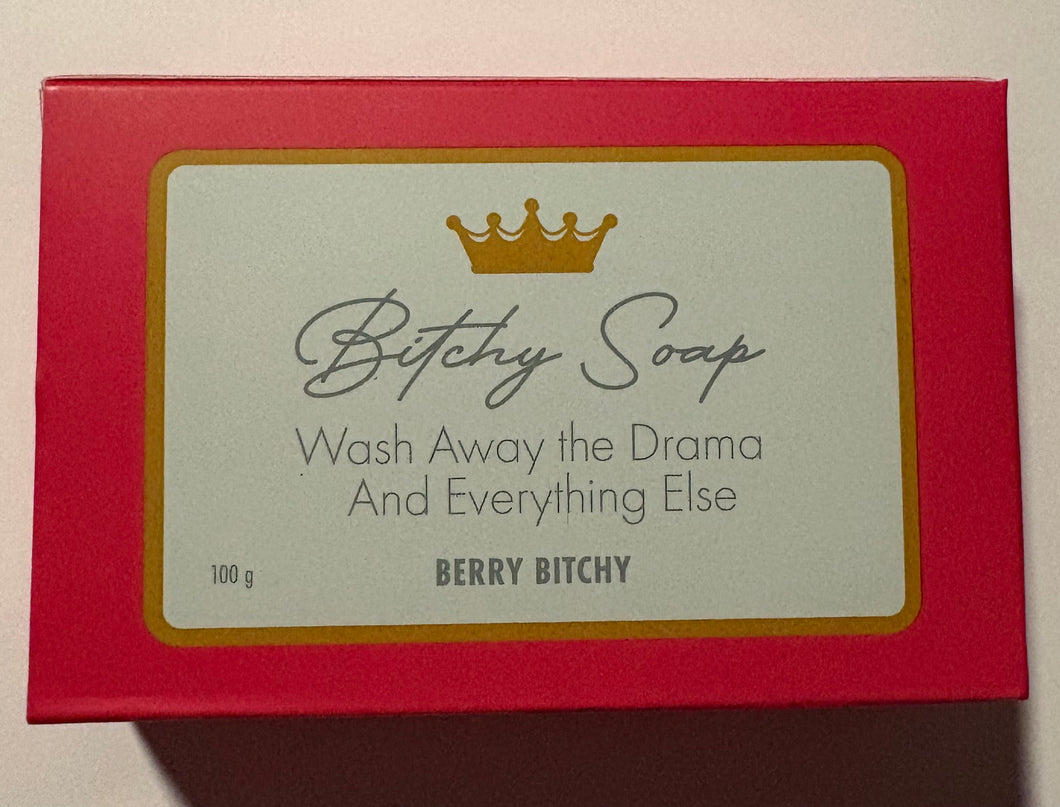 Bitchy Soap
Wash Away the Drama
And Everything Else
BERRY BITCHY
100 g